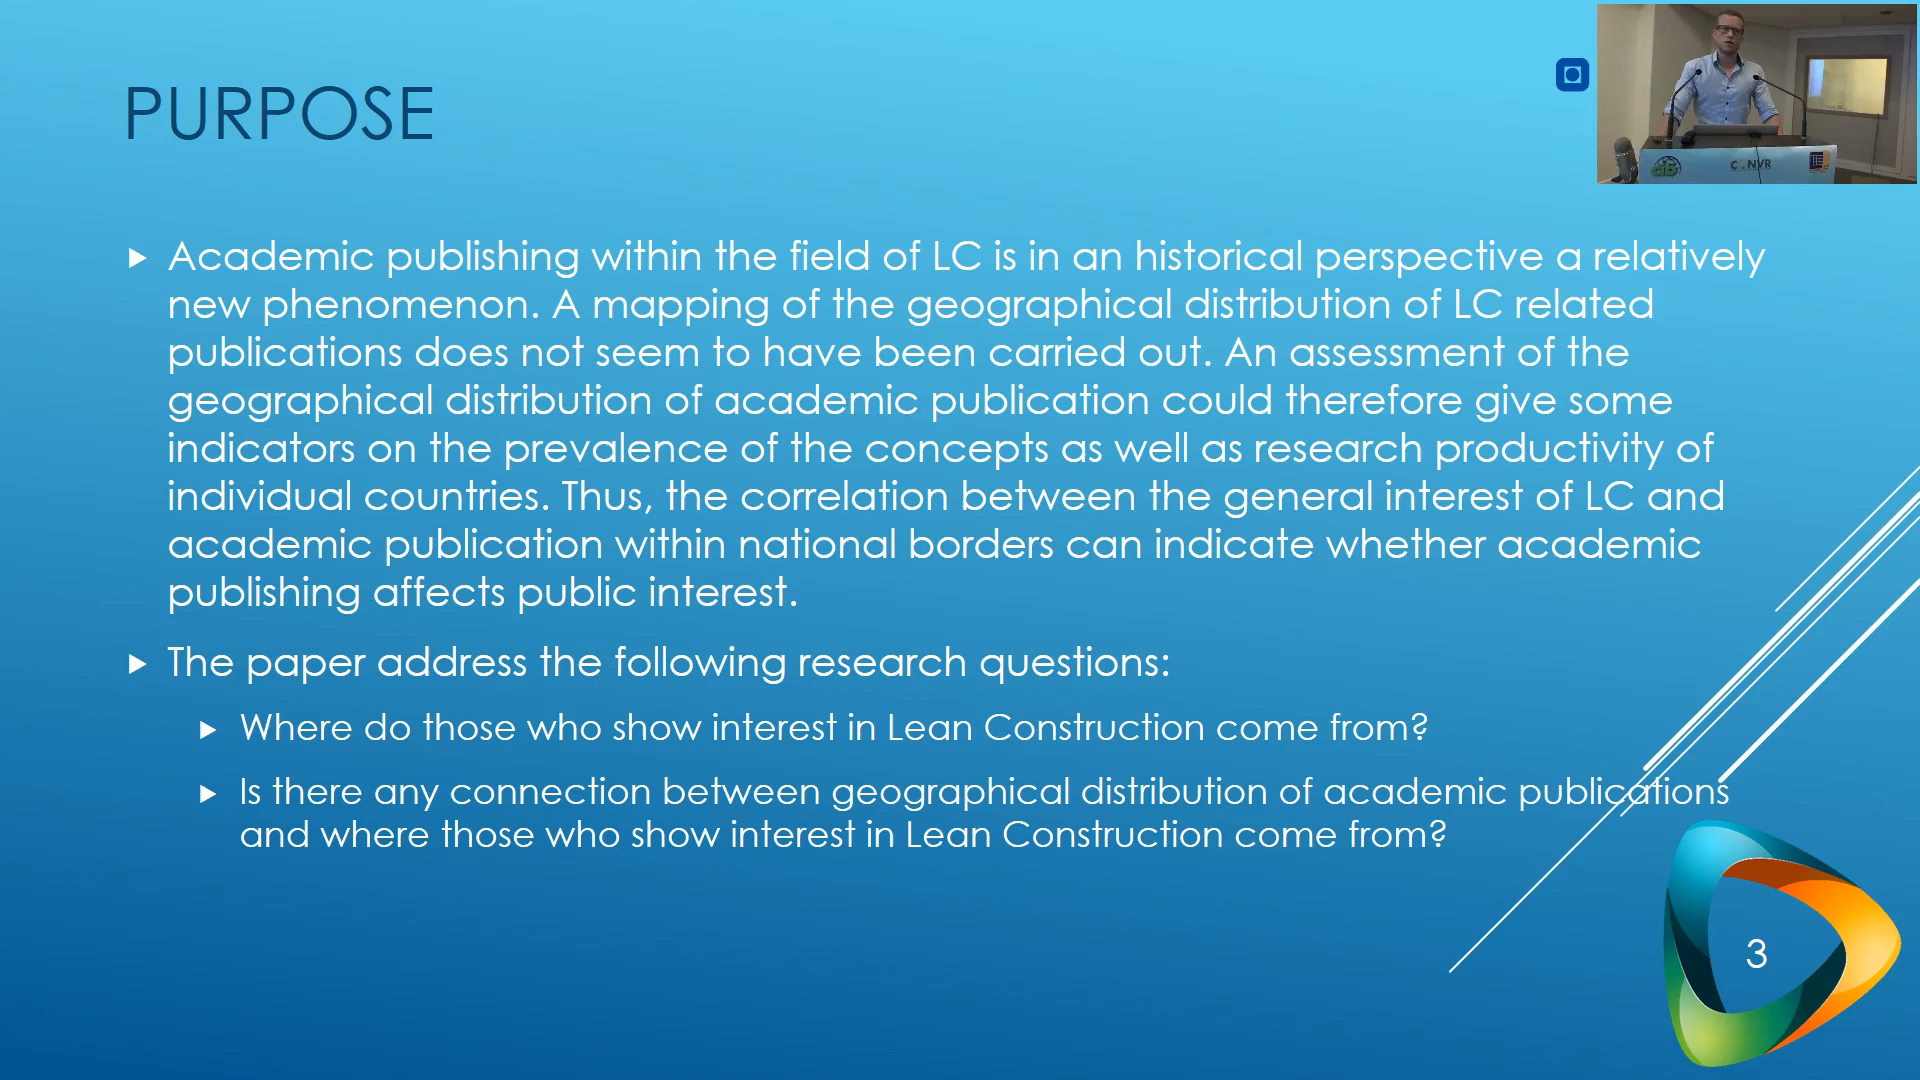 PURPOSE
Academic publishing within the field of LC is in an historical perspective a relatively
new phenomenon. A mapping of the geographical distribution of LC related
publications does not seem to have been carried out. An assessment of the
geographical distribution of academic publication could therefore give some
indicators on the prevalence of the concepts as well as research productivity of
individual countries. Thus, the correlation between the general interest of LC and
academic publication within national borders can indicate whether academic
publishing affects public interest.
The paper address the following research questions:
Where do those who show interest in Lean Construction come from?
Is there any connection between geographical distribution of academic publications
and where those who show interest in Lean Construction come from?
3